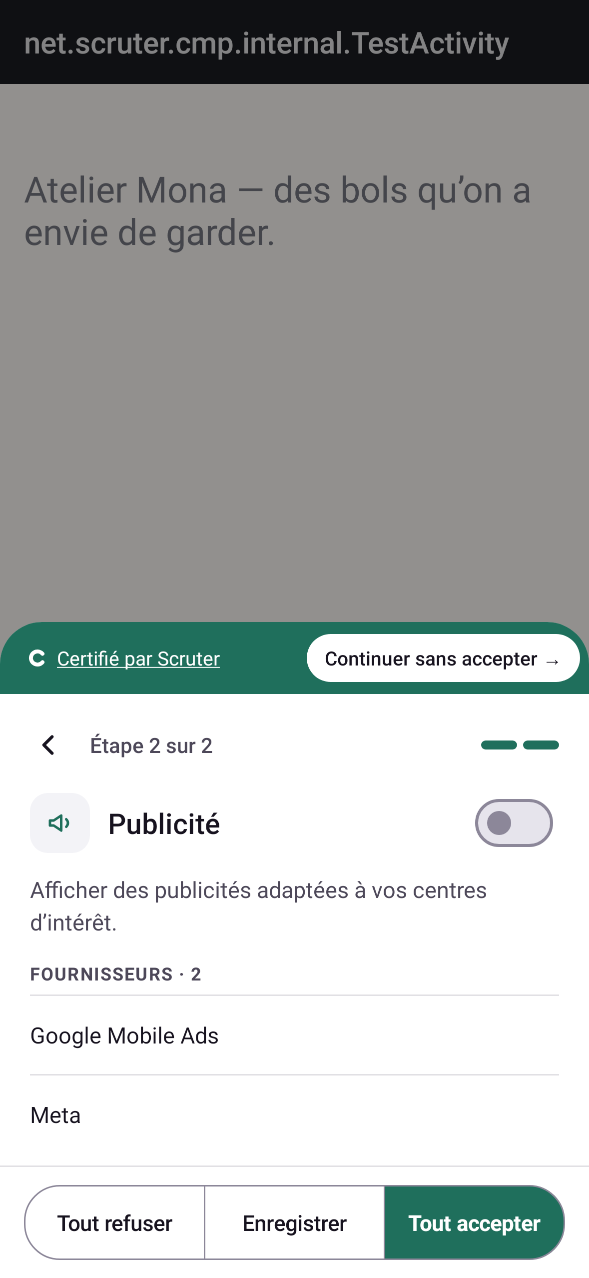 net.scruter.cmp.internal.TestActivity
Atelier Mona — des bols qu’on a
envie de garder.
Certifié par Scruter
Continuer sans accepter →
Étape 2 sur 2
Publicité
Afficher des publicités adaptées à vos centres
d’intérêt.
FOURNISSEURS · 2
Google Mobile Ads
Meta
Tout refuser
Enregistrer
Tout accepter